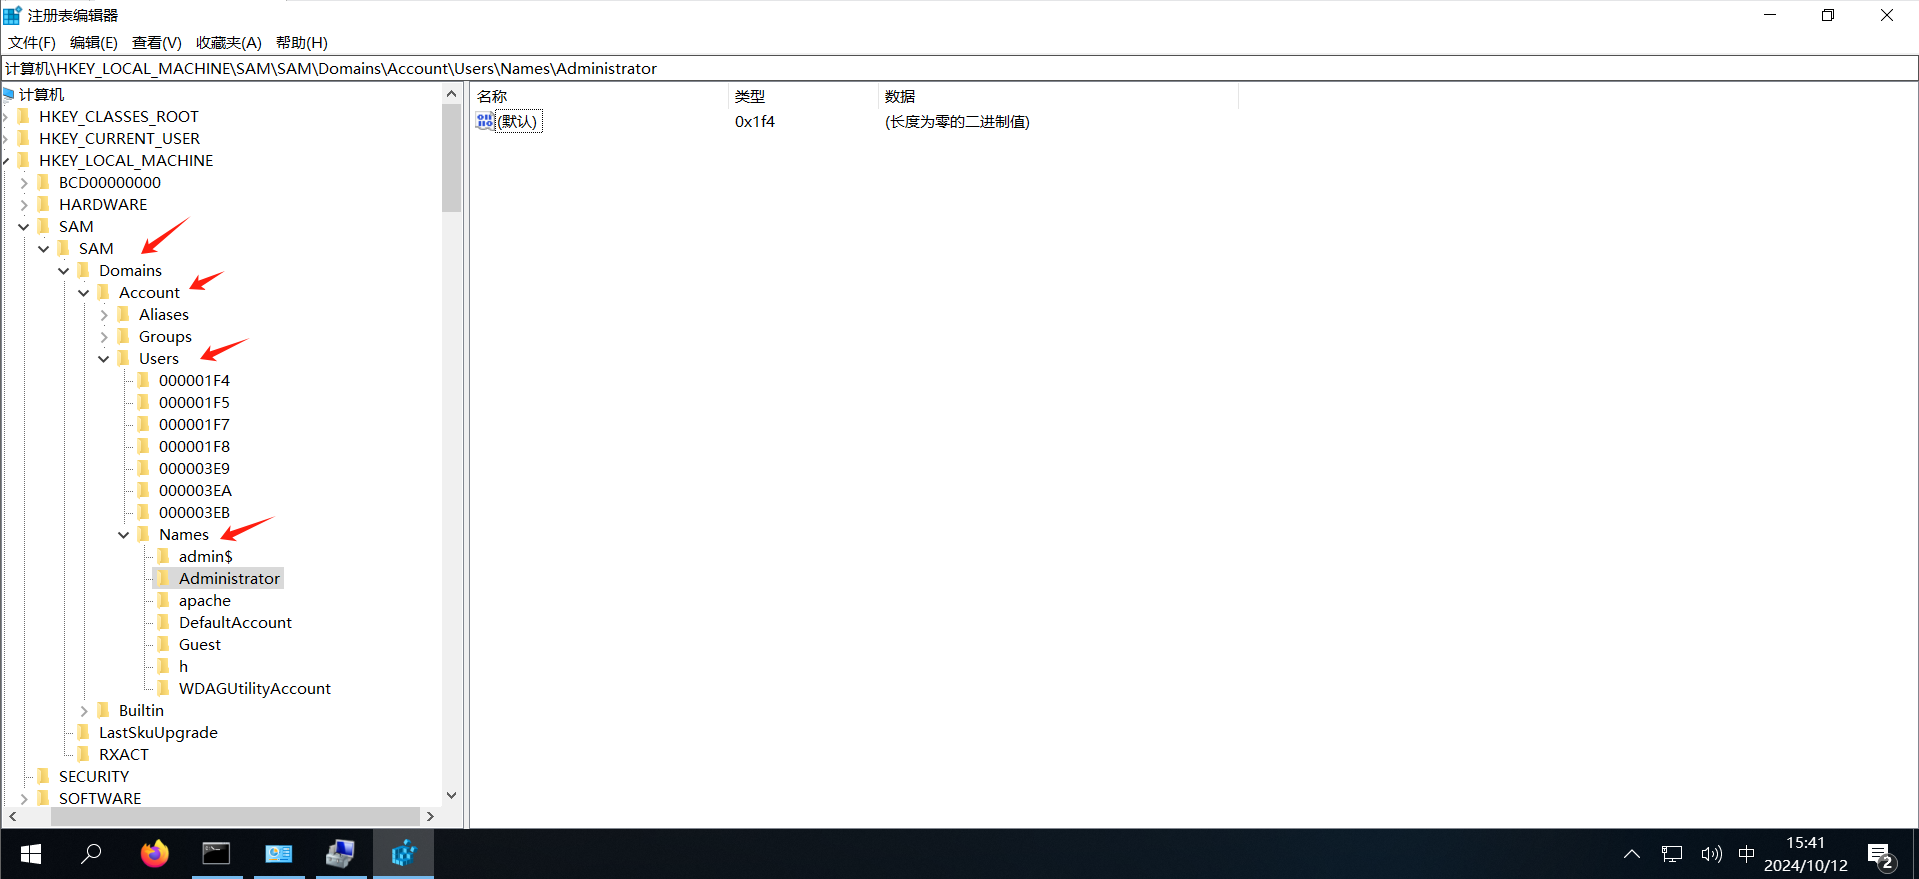 注册表编辑器
文件(F) 编辑(E) 查看(V) 收藏夹(A) 帮助(H)
计算机\HKEY_LOCAL_MACHINE\SAM\SAM\Domains\Account\Users\Names\Administrator
计算机
HKEY_CLASSES_ROOT
HKEY_CURRENT_USER
HKEY_LOCAL_MACHINE
BCD00000000
HARDWARE
SAM
SAM
Domains
Account
Aliases
Groups
Users
000001F4
000001F5
000001F7
000001F8
000003E9
000003EA
000003EB
Names
admin$
Administrator
apache
DefaultAccount
Guest
h
WDAGUtilityAccount
Builtin
LastSkuUpgrade
RXACT
SECURITY
SOFTWARE
名称 类型 数据
(默认) 0x1f4 (长度为零的二进制值)
中
15:41
2024/10/12
2